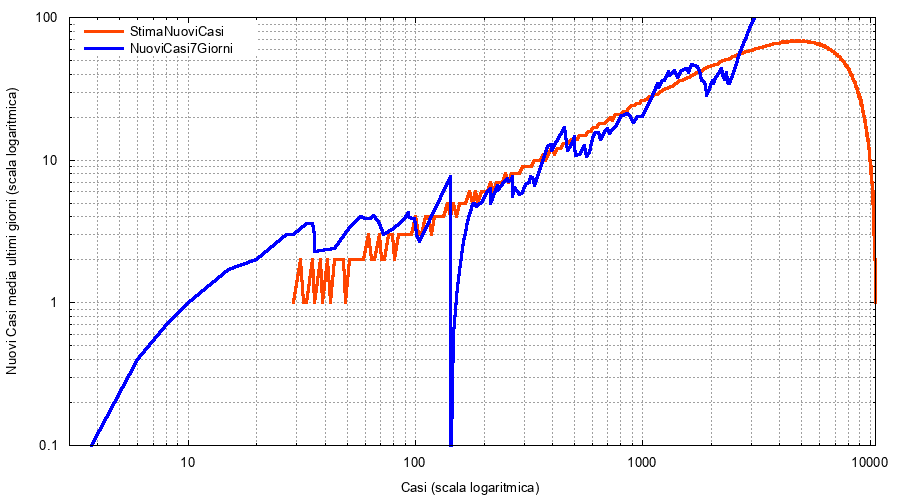 100
StimaNuoviCasi
NuoviCasi7Giorni
10
1
0.1
Nuovi Casi media ultimi giorni (scala logaritmica)
10
100
1000
10000
Casi (scala logaritmica)